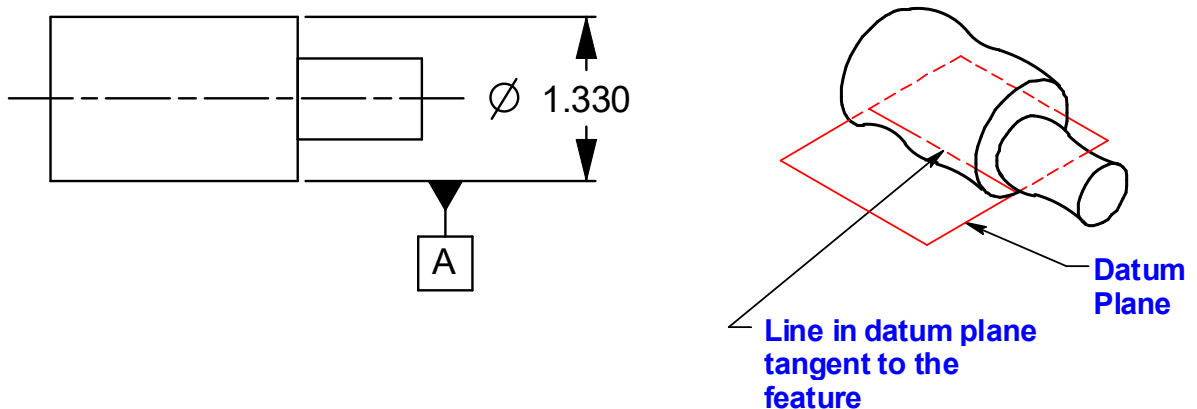 Ø 1.330
A
Datum
Plane
Line in datum plane
tangent to the
feature